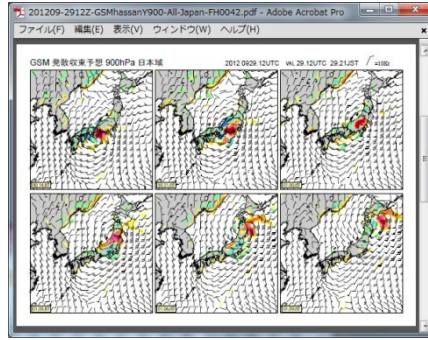 201209-2912Z-GSMhassanY900-All-Japan-FH0042.pdf - Adobe Acrobat Pro
ファイル(F) 編集(E) 表示(V) ウィンドウ(W) ヘルプ(H)
GSM 発散収束予想 900hPa 日本域 2012 0929.12UTC VAL 29.12UTC 29.21JST